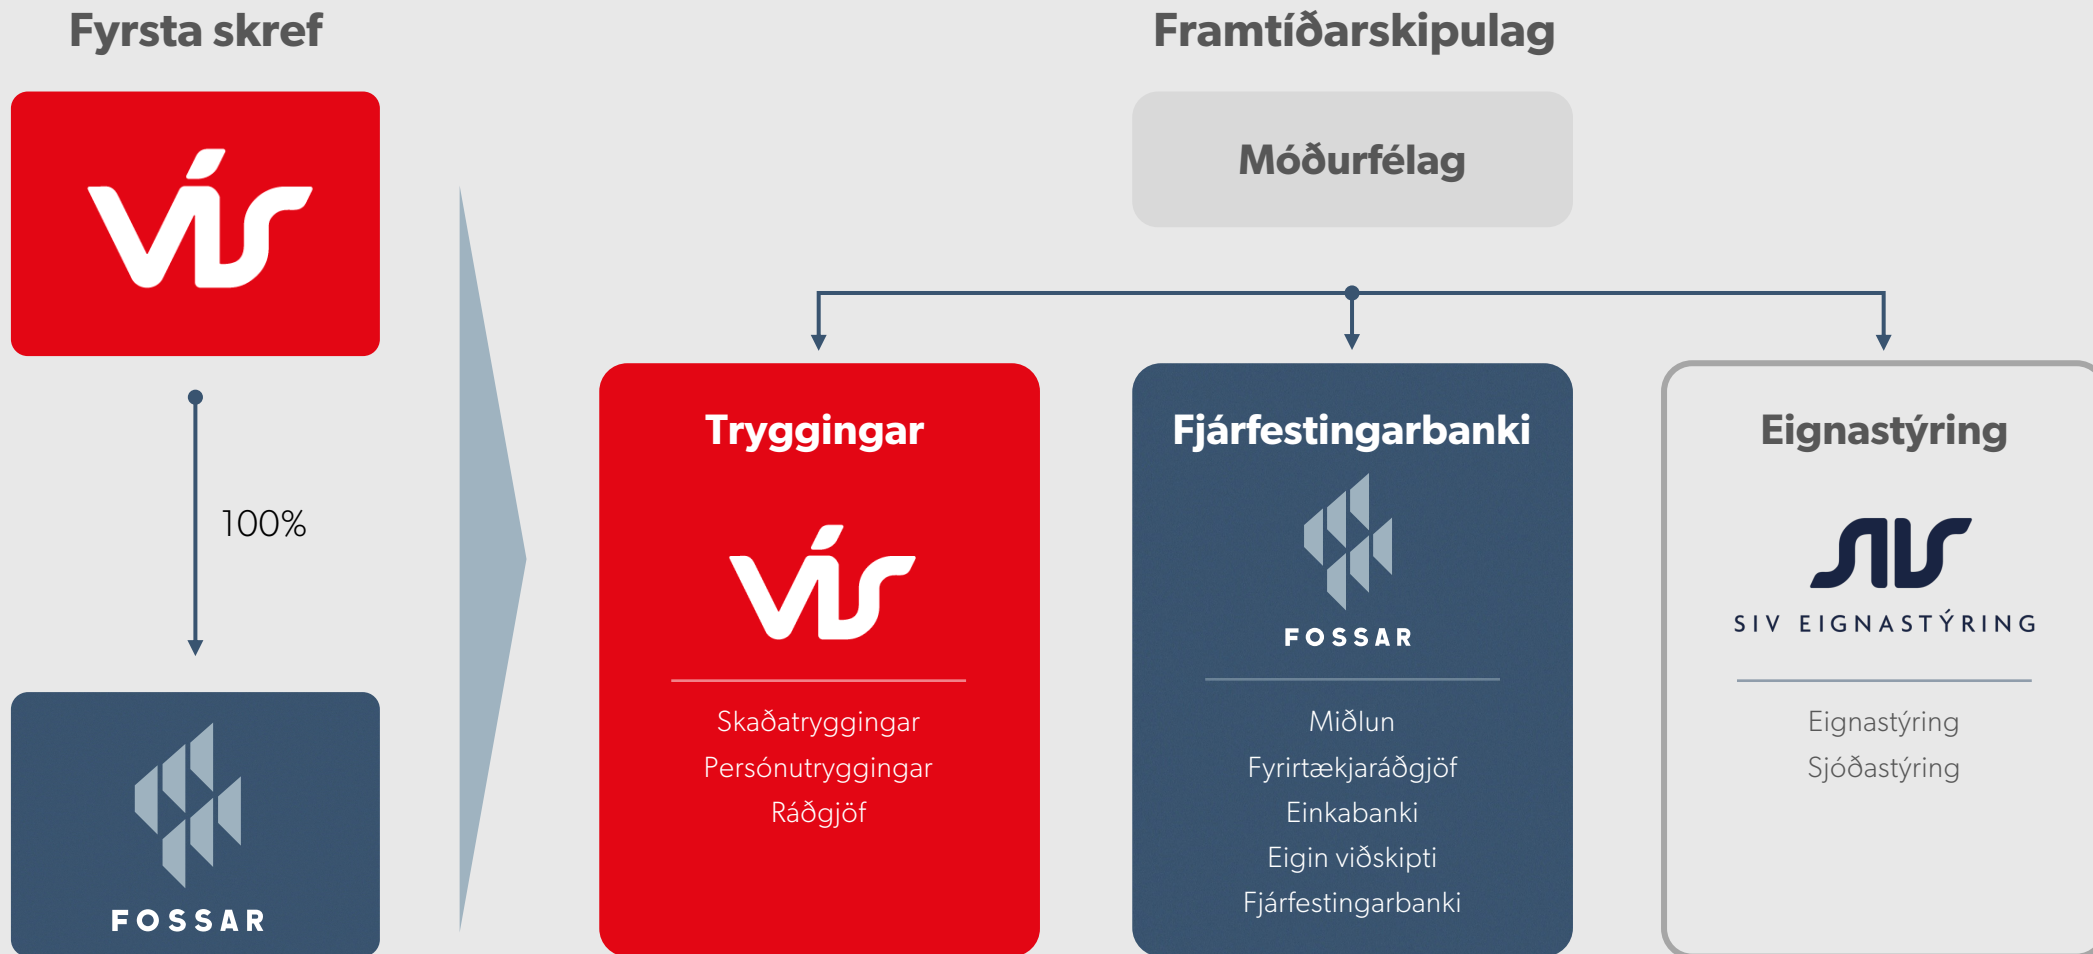 Fyrsta skref
vís
100%
FOSSAR
Framtíðarskipulag
Móðurfélag
Tryggingar
vís
Skaðatryggingar
Persónutryggingar
Ráðgjöf
Fjárfestingarbanki
FOSSAR
Miðlun
Fyrirtækjaráðgjöf
Einkabanki
Eigin viðskipti
Fjárfestingarbanki
Eignastýring
SIV
SIV EIGNASTÝRING
Eignastýring
Sjóðastýring